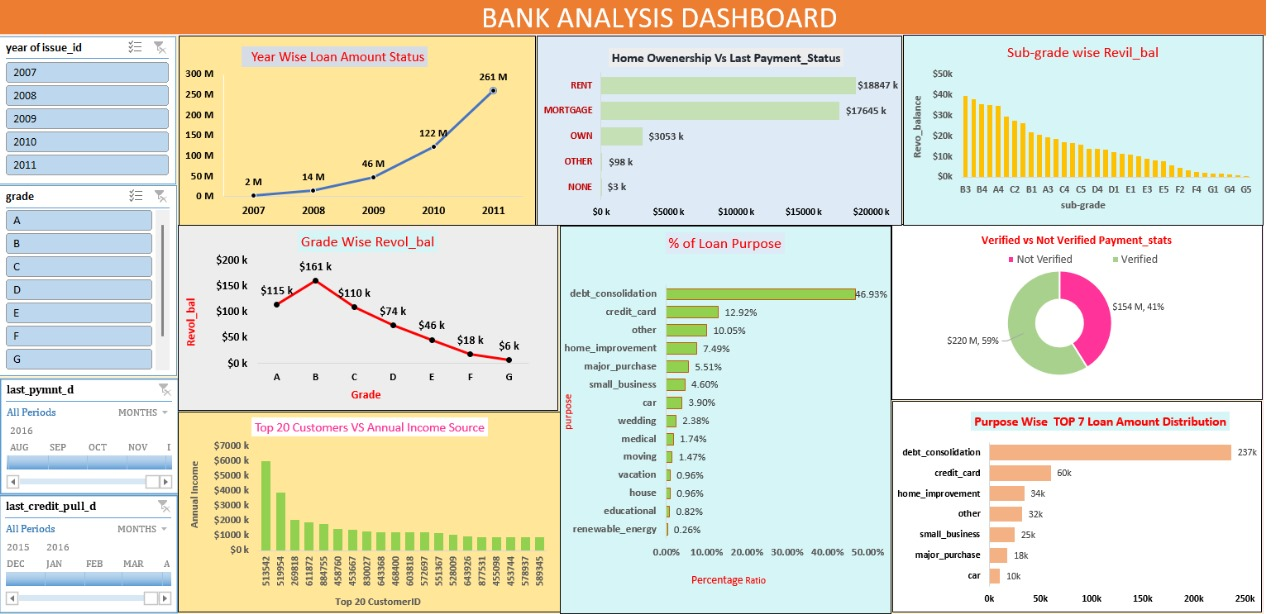 BANK ANALYSIS DASHBOARD
year of issue_id
2007
2008
2009
2010
2011
grade
A
B
C
D
E
F
G
last_pymnt_d
All Periods MONTHS
2016
AUG SEP OCT NOV
last_credit_pull_d
All Periods MONTHS
2015 2016
DEC JAN FEB MAR A
Year Wise Loan Amount Status
300 M
250 M
200 M
150 M
100 M
50 M
0 M
2 M
14 M
46 M
122 M
261 M
2007 2008 2009 2010 2011
Home Owenership Vs Last Payment_Status
RENT $18847 k
MORTGAGE $17645 k
OWN $3053 k
OTHER $98 k
NONE $3 k
$0 k $5000 k $10000 k $15000 k $20000 k
Sub-grade wise Revil_bal
Revo_balance
$50k
$40k
$30k
$20k
$10k
$0k
B3 B4 A4 C2 B1 A3 C4 C5 D4 D1 E1 E3 E5 F2 F4 G1 G4 G5
sub-grade
Grade Wise Revol_bal
Revol_bal
$200 k
$150 k
$100 k
$50 k
$0 k
$115 k
$161 k
$110 k
$74 k
$46 k
$18 k
$6 k
A B C D E F G
Grade
% of Loan Purpose
purpose
debt_consolidation 46.93%
credit_card 12.92%
other 10.05%
home_improvement 7.49%
major_purchase 5.51%
small_business 4.60%
car 3.90%
wedding 2.38%
medical 1.74%
moving 1.47%
vacation 0.96%
house 0.96%
educational 0.82%
renewable_energy 0.26%
0.00% 10.00% 20.00% 30.00% 40.00% 50.00%
Percentage Ratio
Verified vs Not Verified Payment_stats
Not Verified Verified
$154 M, 41%
$220 M, 59%
Top 20 Customers VS Annual Income Source
Annual Income
$7000 k
$6000 k
$5000 k
$4000 k
$3000 k
$2000 k
$1000 k
$0 k
513542 519954 269818 611872 884755 458760 453667 830027 643368 468400 603818 572697 551367 528009 643926 877531 455098 453744 578937 589345
Top 20 CustomerID
Purpose Wise TOP 7 Loan Amount Distribution
debt_consolidation 237k
credit_card 60k
home_improvement 34k
other 32k
small_business 25k
major_purchase 18k
car 10k
0k 50k 100k 150k 200k 250k